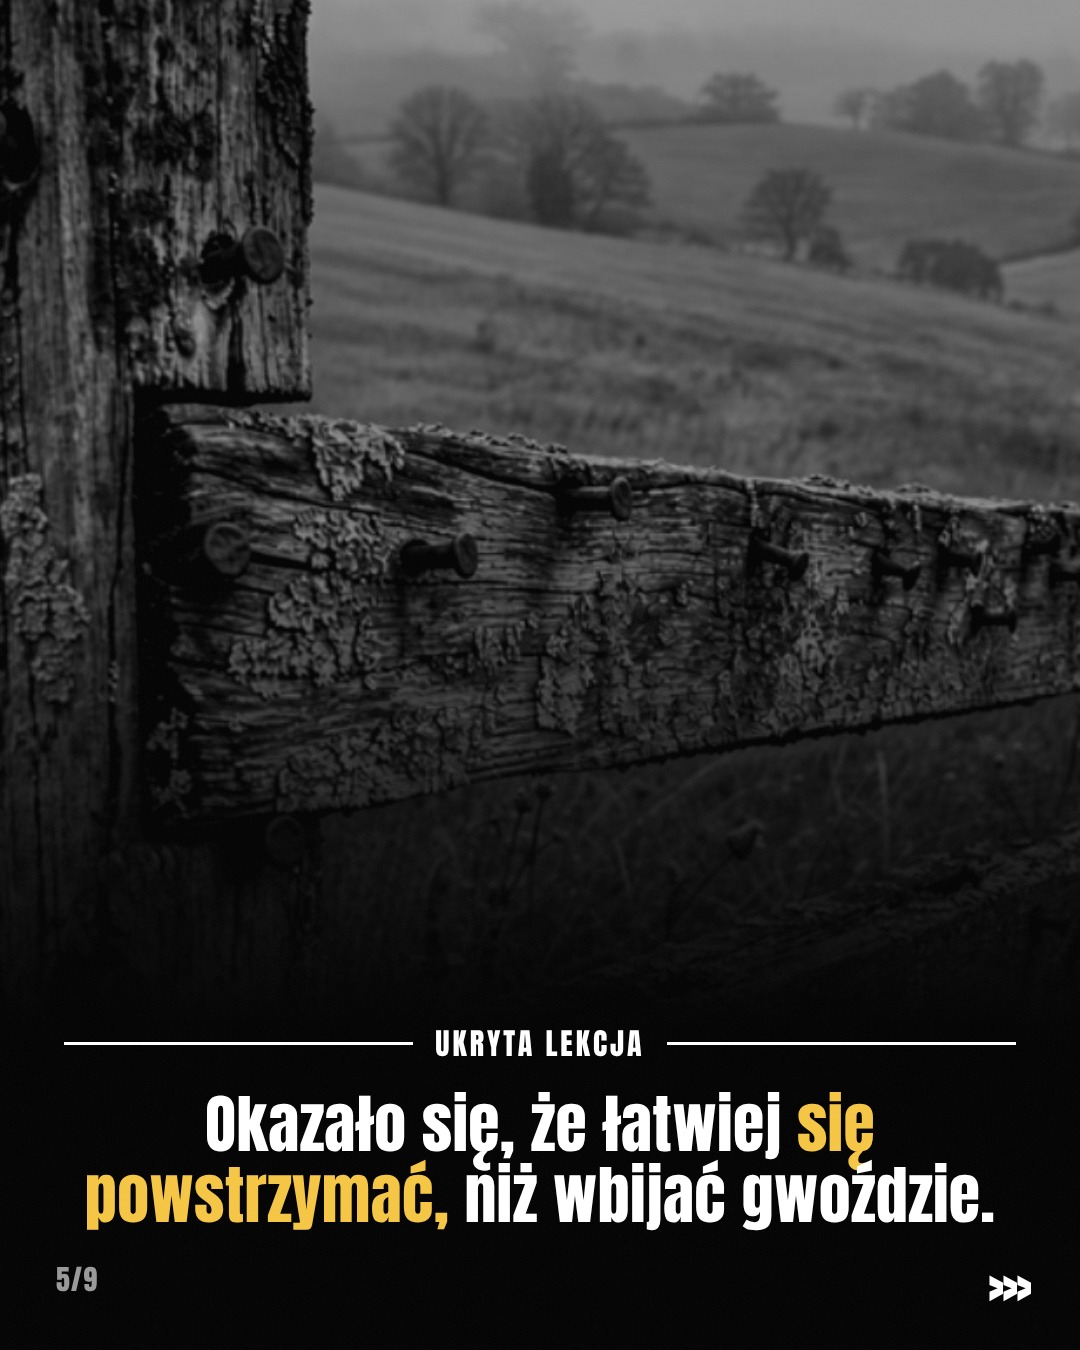 UKRYTA LEKCJA
Okazało się, że łatwiej się
powstrzymać, niż wbijać gwoździe.
5/9
>>>